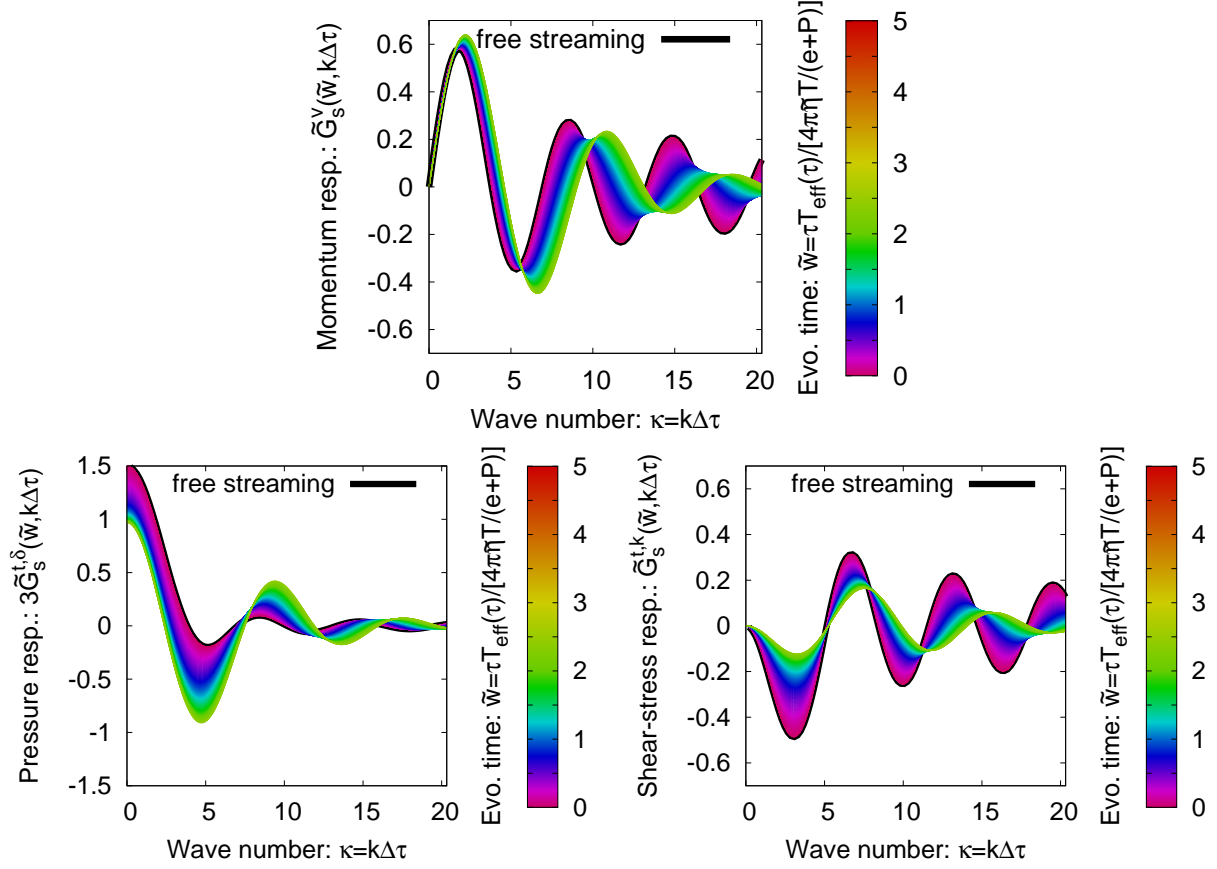 free streaming
0.6
0.4
0.2
0
-0.2
-0.4
-0.6
0 5 10 15 20
Momentum resp.: G̃ₛᵛ(w̃,kΔτ)
Wave number: κ=kΔτ
5
4
3
2
1
0
Evo. time: w̃=τT_eff(τ)/[4πη̃T/(e+P)]
free streaming
1.5
1
0.5
0
-0.5
-1
-1.5
0 5 10 15 20
Pressure resp.: 3G̃ₛ^{t,δ}(w̃,kΔτ)
Wave number: κ=kΔτ
5
4
3
2
1
0
Evo. time: w̃=τT_eff(τ)/[4πη̃T/(e+P)]
free streaming
0.6
0.4
0.2
0
-0.2
-0.4
-0.6
0 5 10 15 20
Shear-stress resp.: G̃ₛ^{t,k}(w̃,kΔτ)
Wave number: κ=kΔτ
5
4
3
2
1
0
Evo. time: w̃=τT_eff(τ)/[4πη̃T/(e+P)]